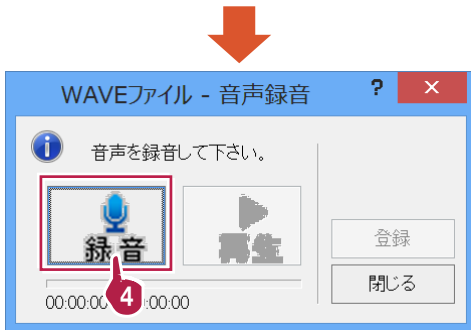 WAVEファイル - 音声録音 ? ×
音声を録音して下さい。
録音 再生
登録
閉じる
4
00:00:00 :00:00